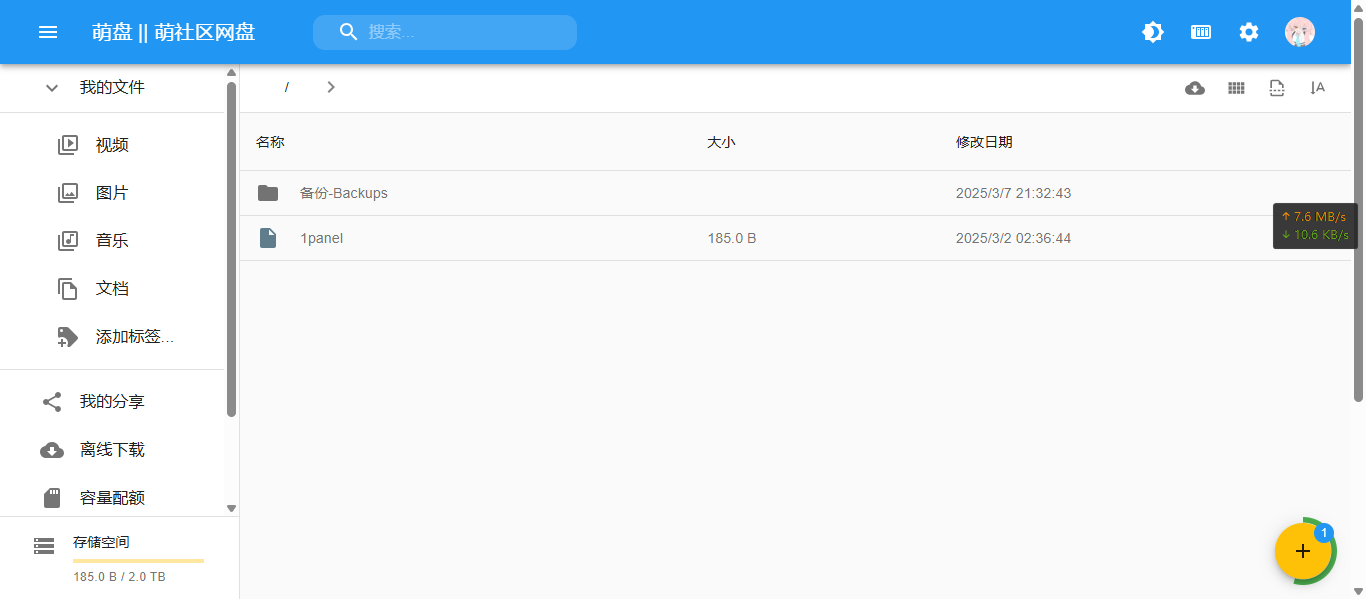 萌盘 || 萌社区网盘
搜索...
我的文件
视频
图片
音乐
文档
添加标签...
我的分享
离线下载
容量配额
存储空间
185.0 B / 2.0 TB
/
名称 大小 修改日期
备份-Backups 2025/3/7 21:32:43
1panel 185.0 B 2025/3/2 02:36:44
↑ 7.6 MB/s
↓ 10.6 KB/s
1